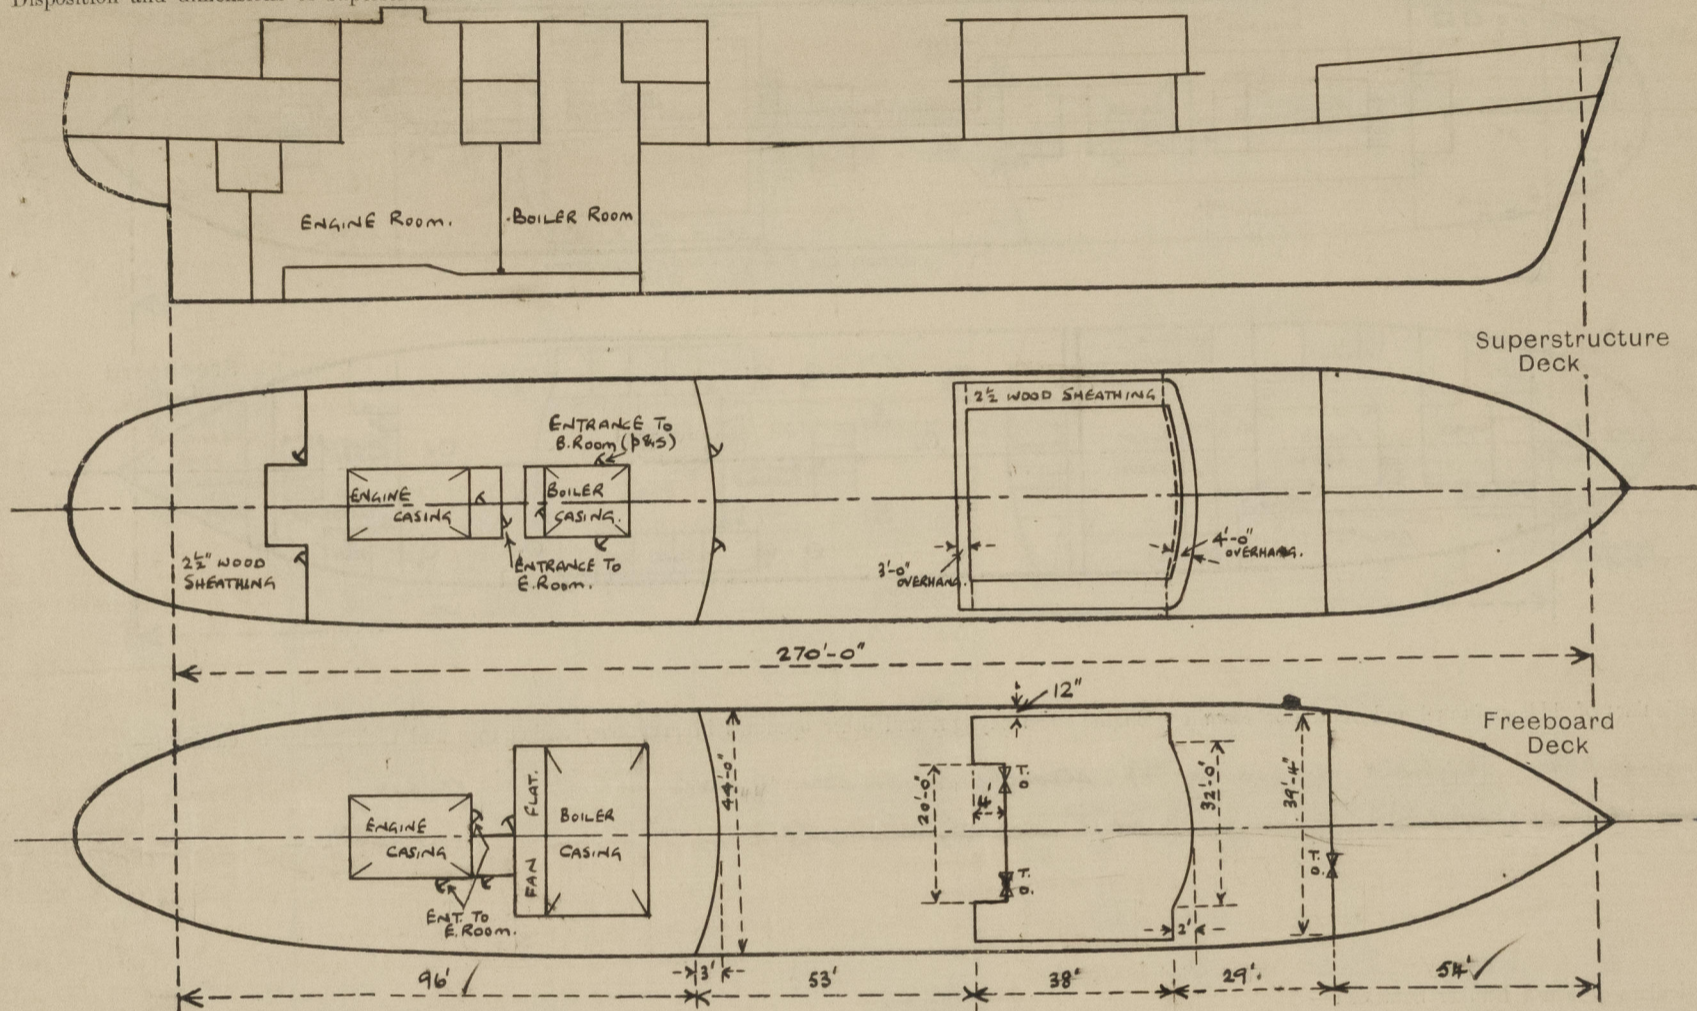 Disposition and dimensions of Super
ENGINE ROOM.
BOILER ROOM
Superstructure
Deck.
2½ WOOD SHEATHING
ENTRANCE TO
B.ROOM (P&S)
ENGINE
CASING
BOILER
CASING.
2½" WOOD
SHEATHING
ENTRANCE TO
E.ROOM.
3'-0"
OVERHANG.
4'-0"
OVERHANG.
270'-0"
12"
Freeboard
Deck
44'-0"
20'-0"
O.T.
32'-0"
39'-4"
FAN FLAT.
ENGINE
CASING
BOILER
CASING
O.T.
O.T.
ENT. TO
E.ROOM.
2'
96'
3'
53'
38'
29'.
54'